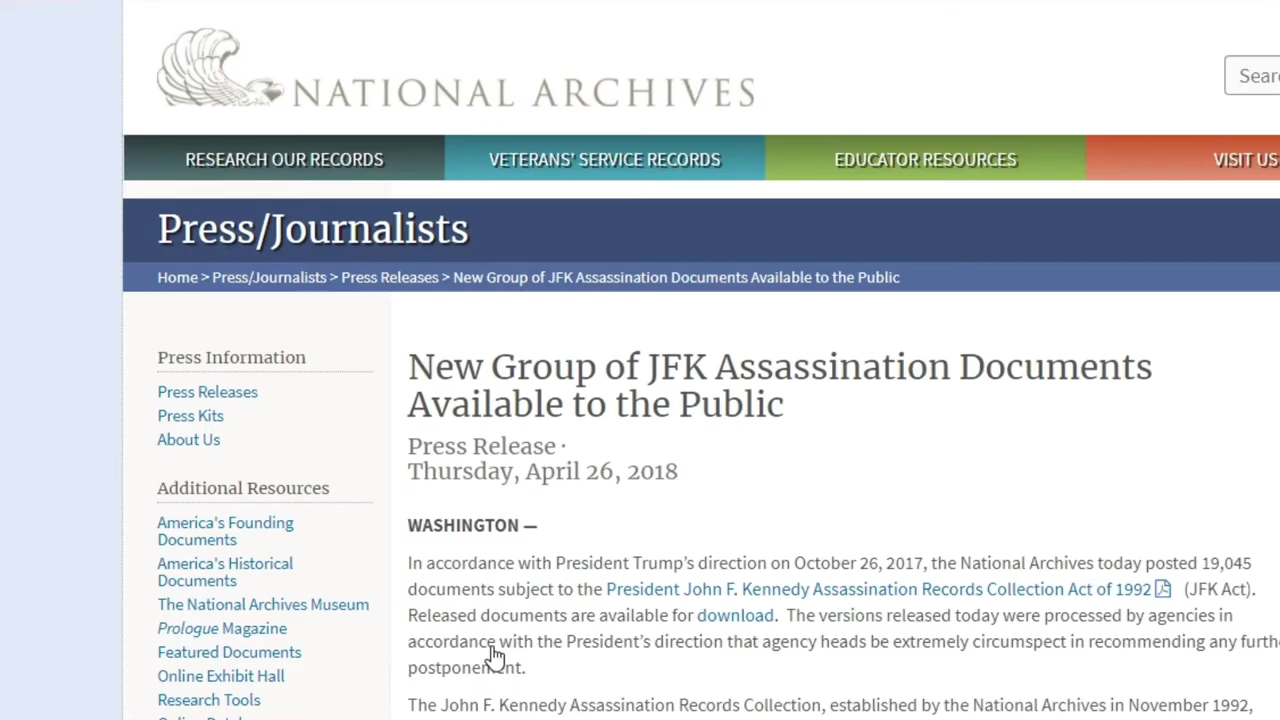 NATIONAL ARCHIVES
Sear
RESEARCH OUR RECORDS
VETERANS' SERVICE RECORDS
EDUCATOR RESOURCES
VISIT US
Press/Journalists
Home > Press/Journalists > Press Releases > New Group of JFK Assassination Documents Available to the Public
Press Information
Press Releases
Press Kits
About Us
Additional Resources
America's Founding
Documents
America's Historical
Documents
The National Archives Museum
Prologue Magazine
Featured Documents
Online Exhibit Hall
Research Tools
New Group of JFK Assassination Documents
Available to the Public
Press Release ·
Thursday, April 26, 2018
WASHINGTON —
In accordance with President Trump’s direction on October 26, 2017, the National Archives today posted 19,045
documents subject to the President John F. Kennedy Assassination Records Collection Act of 1992 (JFK Act).
Released documents are available for download. The versions released today were processed by agencies in
accordance with the President’s direction that agency heads be extremely circumspect in recommending any furthe
postponement.
The John F. Kennedy Assassination Records Collection, established by the National Archives in November 1992,